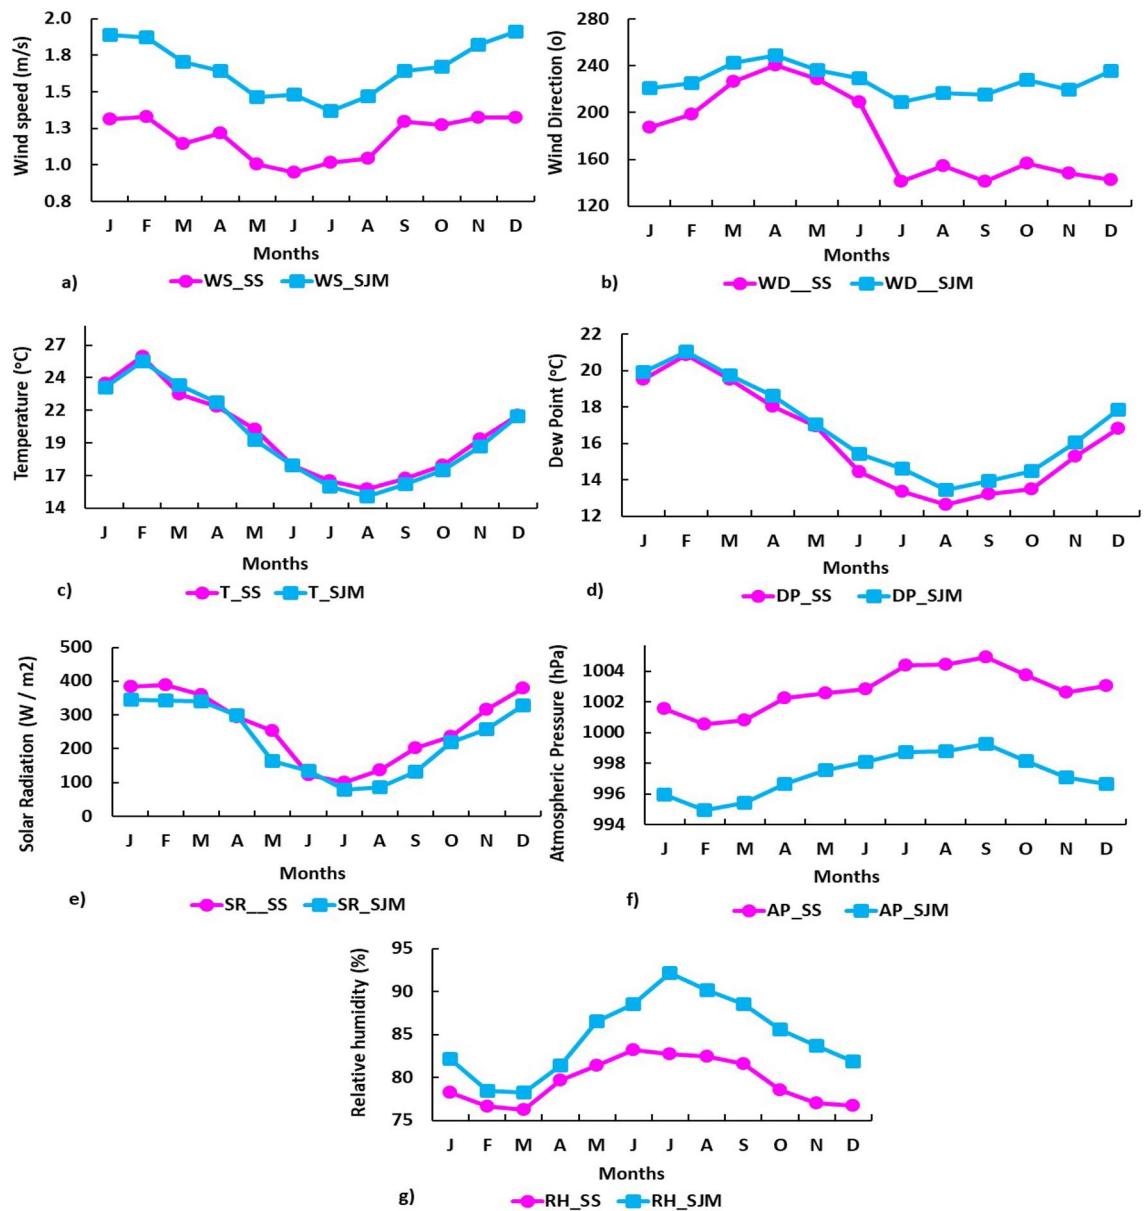 Wind speed (m/s)
2.0
1.8
1.5
1.3
1.0
0.8
J F M A M J J A S O N D
Months
a)
WS_SS WS_SJM
Wind Direction (o)
280
240
200
160
120
J F M A M J J A S O N D
Months
b)
WD__SS WD__SJM
Temperature (°C)
27
24
22
19
17
14
J F M A M J J A S O N D
Months
c)
T_SS T_SJM
Dew Point (°C)
22
20
18
16
14
12
J F M A M J J A S O N D
Months
d)
DP_SS DP_SJM
Solar Radiation (W / m2)
500
400
300
200
100
0
J F M A M J J A S O N D
Months
e)
SR__SS SR_SJM
Atmospheric Pressure (hPa)
1004
1002
1000
998
996
994
J F M A M J J A S O N D
Months
f)
AP_SS AP_SJM
Relative humidity (%)
95
90
85
80
75
J F M A M J J A S O N D
Months
g)
RH_SS RH_SJM